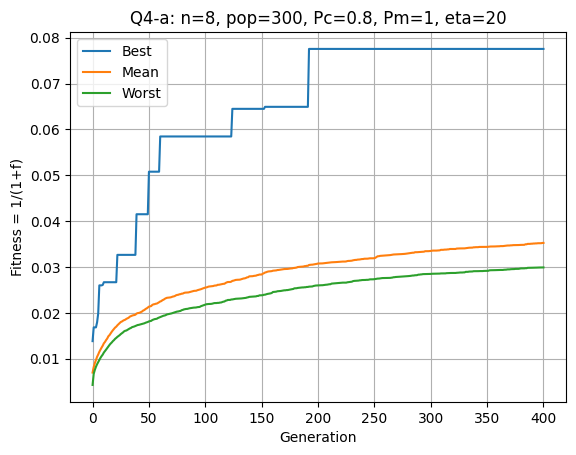 Q4-a: n=8, pop=300, Pc=0.8, Pm=1, eta=20
Best
Mean
Worst
Fitness = 1/(1+f)
0.08
0.07
0.06
0.05
0.04
0.03
0.02
0.01
0 50 100 150 200 250 300 350 400
Generation